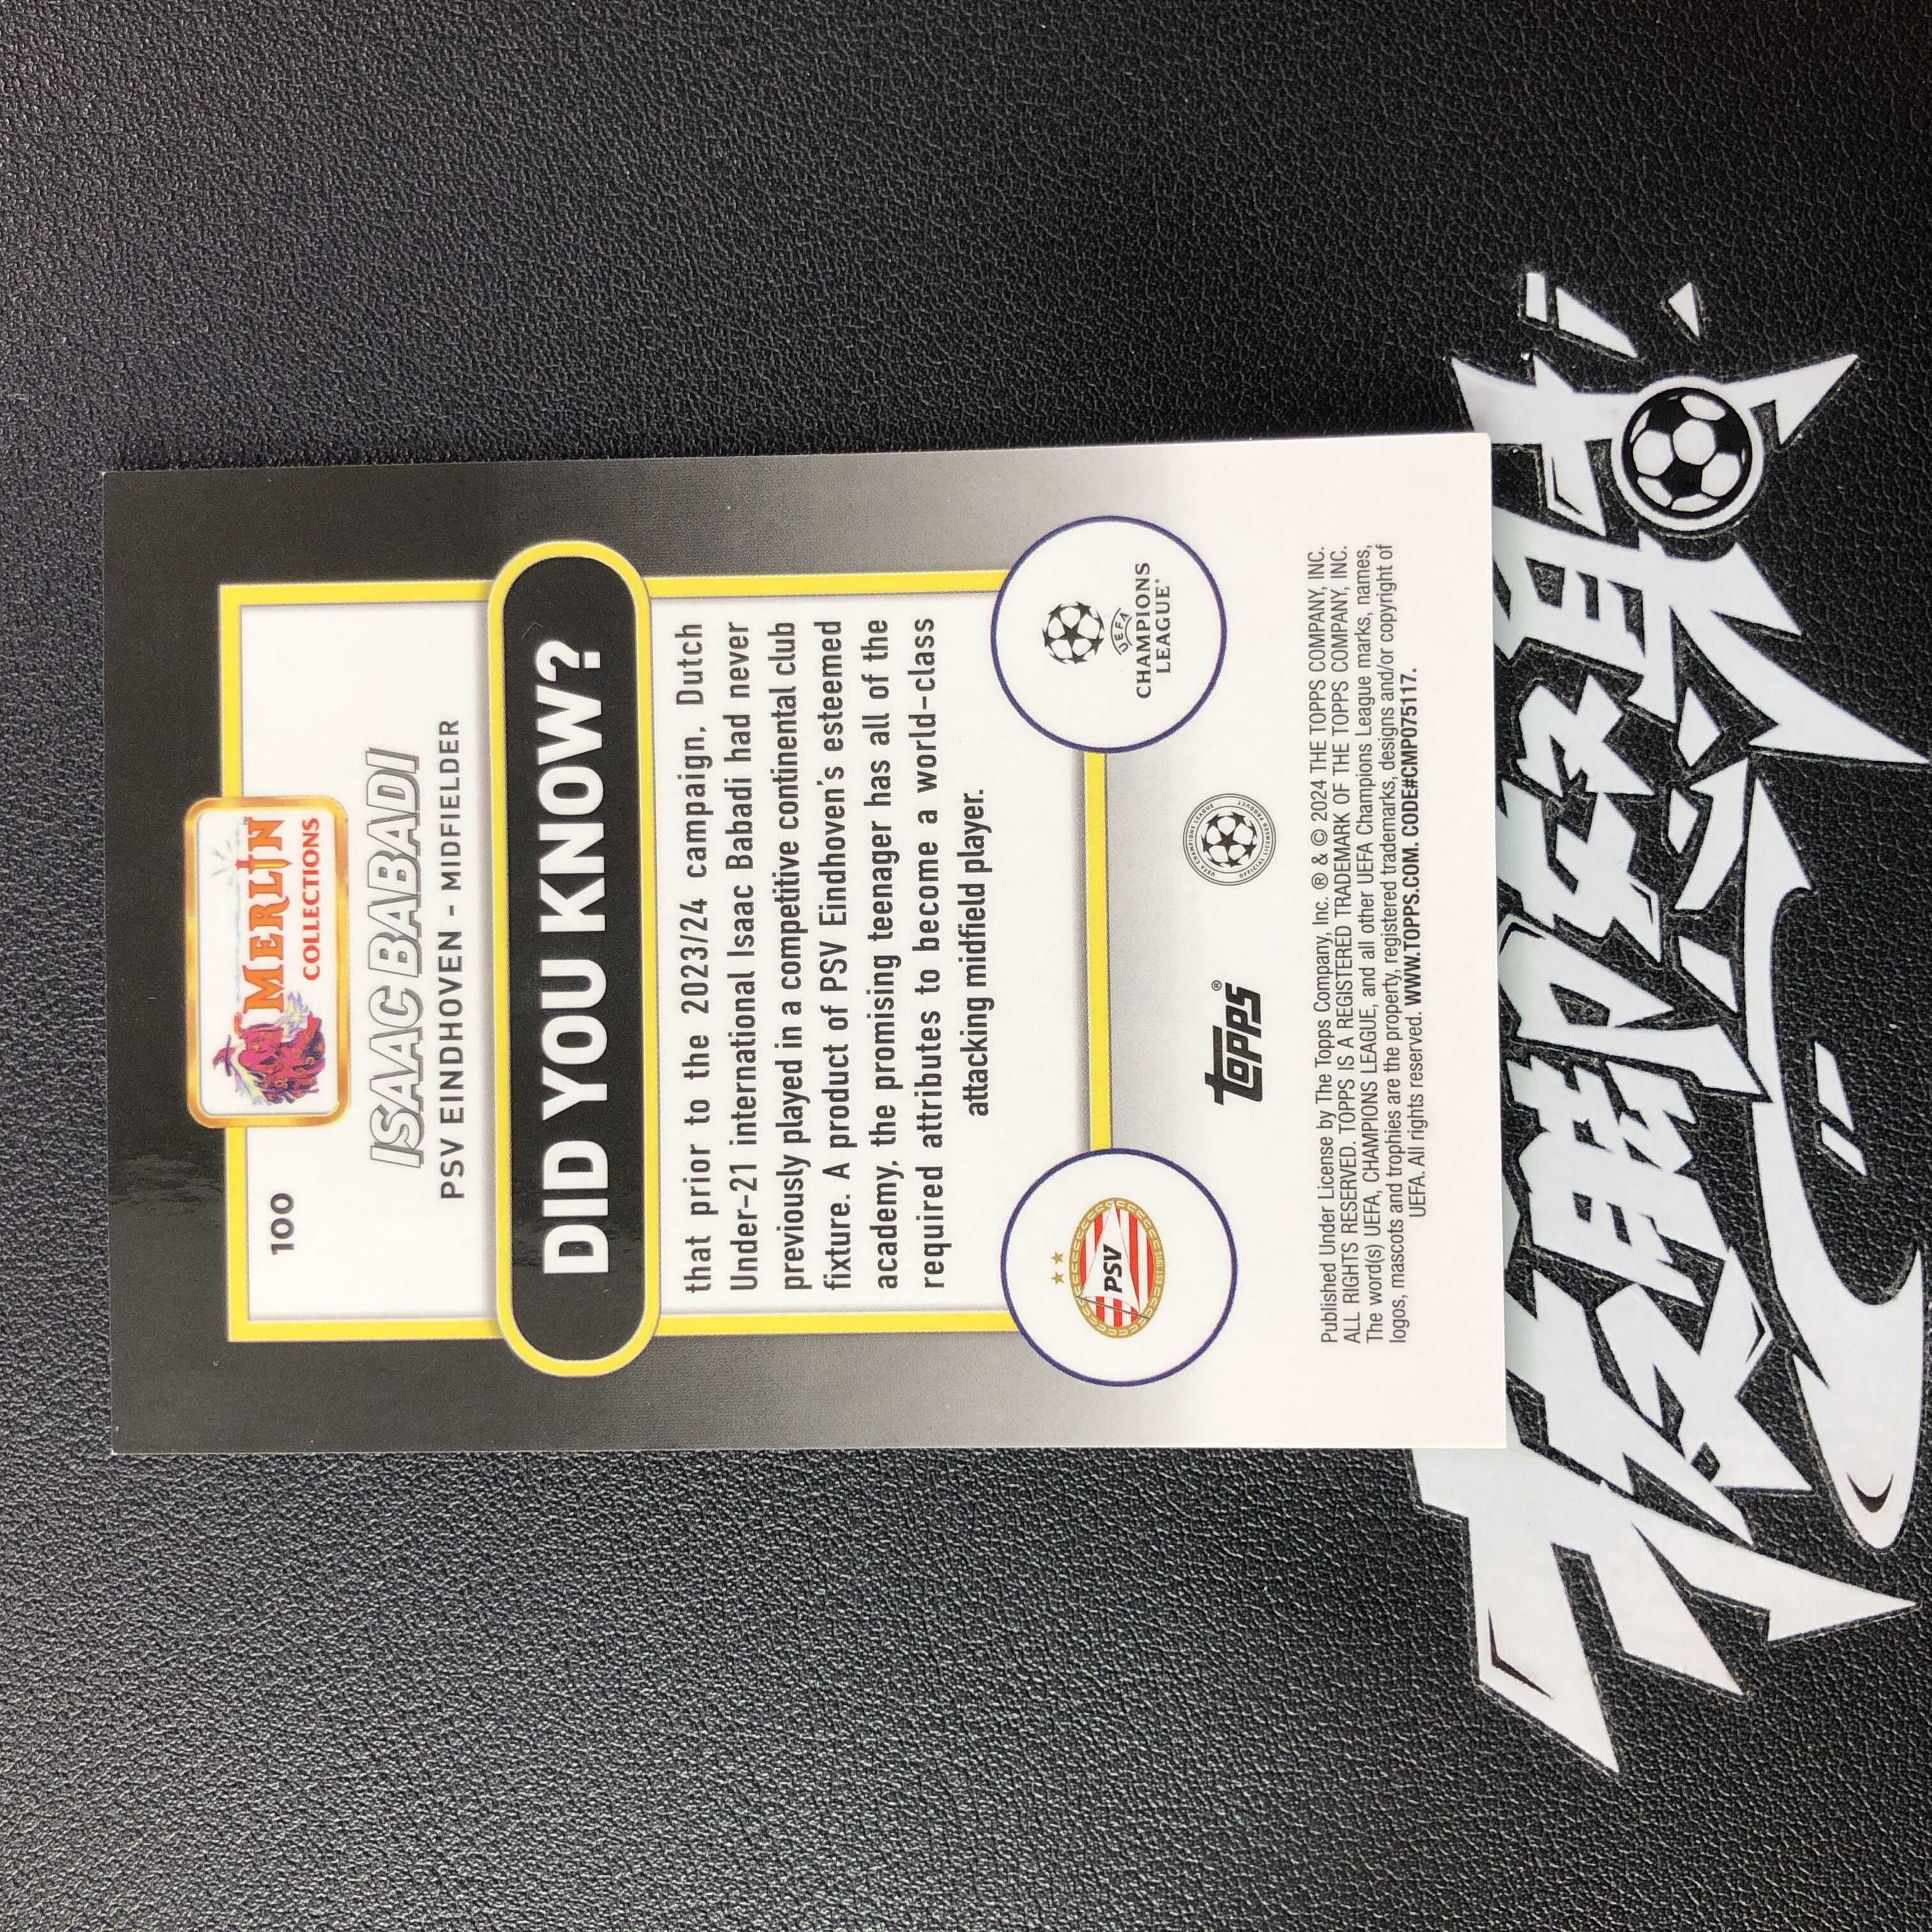 100
MERLIN
COLLECTIONS
ISAAC BABADI
PSV EINDHOVEN - MIDFIELDER
DID YOU KNOW?
that prior to the 2023/24 campaign, Dutch
Under-21 international Isaac Babadi had never
previously played in a competitive continental club
fixture. A product of PSV Eindhoven's esteemed
academy, the promising teenager has all of the
required attributes to become a world-class
attacking midfield player.
PSV
UEFA
CHAMPIONS
LEAGUE®
topps®
Published Under License by The Topps Company, Inc. ® & © 2024 THE TOPPS COMPANY, INC.
ALL RIGHTS RESERVED. TOPPS IS A REGISTERED TRADEMARK OF THE TOPPS COMPANY, INC.
The word(s) UEFA, CHAMPIONS LEAGUE, and all other UEFA Champions League marks, names,
logos, mascots and trophies are the property, registered trademarks, designs and/or copyright of
UEFA. All rights reserved. WWW.TOPPS.COM. CODE#CMP075117.